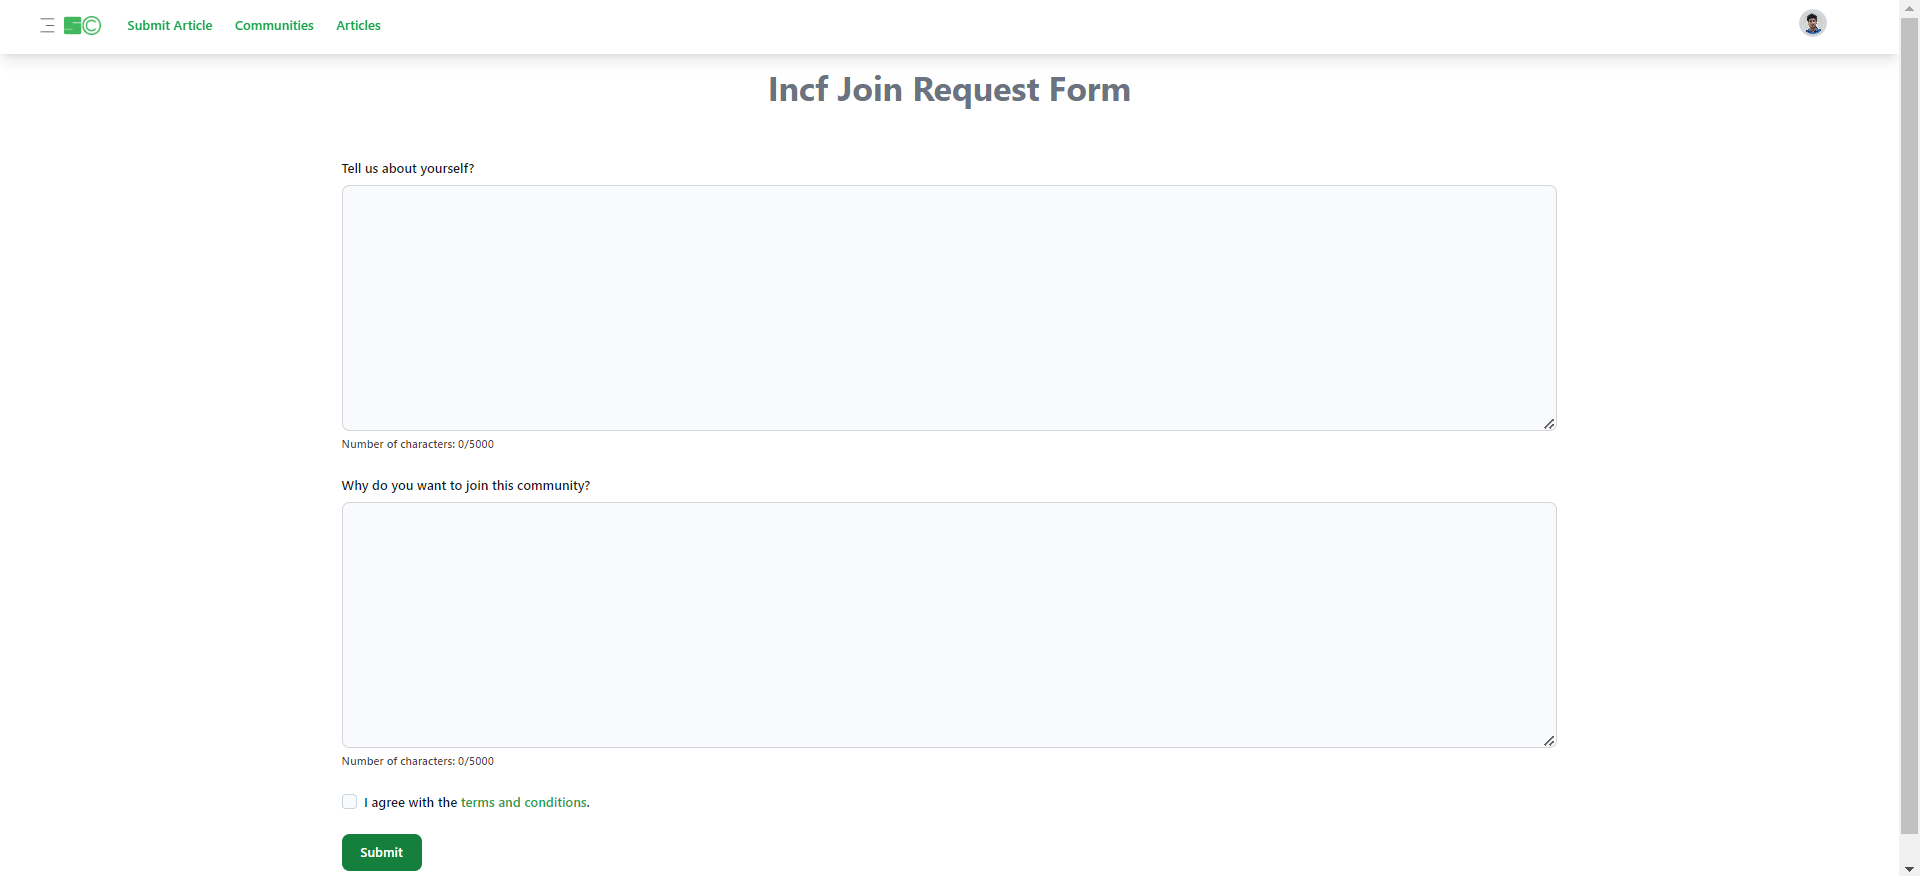 SC Submit Article Communities Articles
Incf Join Request Form
Tell us about yourself?
Number of characters: 0/5000
Why do you want to join this community?
Number of characters: 0/5000
I agree with the terms and conditions.
Submit